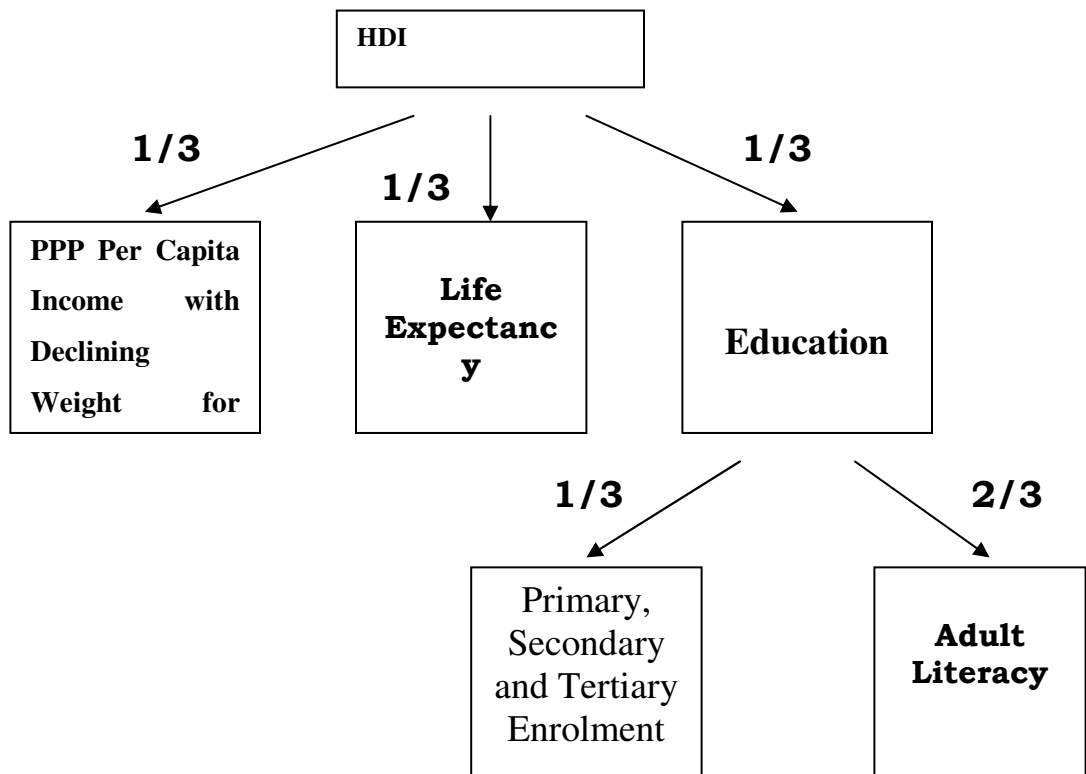 HDI
1/3
1/3
1/3
PPP Per Capita
Income with
Declining
Weight for
Life
Expectanc
y
Education
1/3
2/3
Primary,
Secondary
and Tertiary
Enrolment
Adult
Literacy